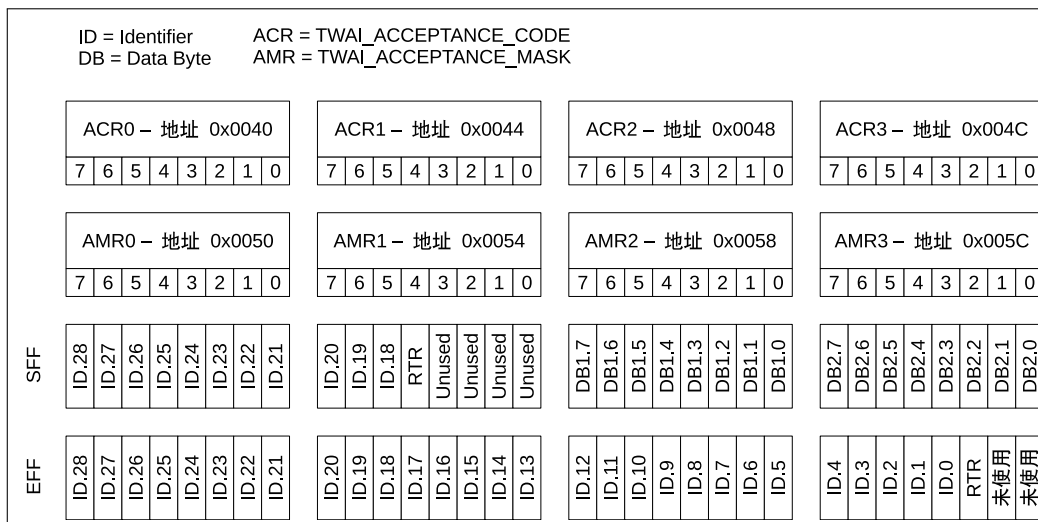 ID = Identifier ACR = TWAI_ACCEPTANCE_CODE
DB = Data Byte AMR = TWAI_ACCEPTANCE_MASK
ACR0 – 地址 0x0040 ACR1 – 地址 0x0044 ACR2 – 地址 0x0048 ACR3 – 地址 0x004C
7 6 5 4 3 2 1 0 7 6 5 4 3 2 1 0 7 6 5 4 3 2 1 0 7 6 5 4 3 2 1 0
AMR0 – 地址 0x0050 AMR1 – 地址 0x0054 AMR2 – 地址 0x0058 AMR3 – 地址 0x005C
7 6 5 4 3 2 1 0 7 6 5 4 3 2 1 0 7 6 5 4 3 2 1 0 7 6 5 4 3 2 1 0
SFF ID.28 ID.27 ID.26 ID.25 ID.24 ID.23 ID.22 ID.21 ID.20 ID.19 ID.18 RTR Unused Unused Unused Unused DB1.7 DB1.6 DB1.5 DB1.4 DB1.3 DB1.2 DB1.1 DB1.0 DB2.7 DB2.6 DB2.5 DB2.4 DB2.3 DB2.2 DB2.1 DB2.0
EFF ID.28 ID.27 ID.26 ID.25 ID.24 ID.23 ID.22 ID.21 ID.20 ID.19 ID.18 ID.17 ID.16 ID.15 ID.14 ID.13 ID.12 ID.11 ID.10 ID.9 ID.8 ID.7 ID.6 ID.5 ID.4 ID.3 ID.2 ID.1 ID.0 RTR 未使用 未使用